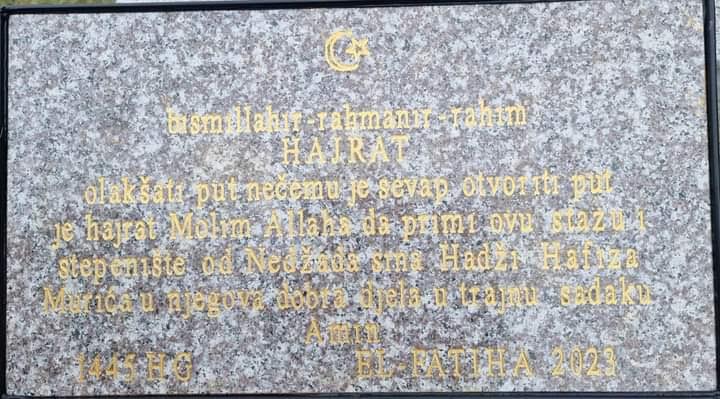 bismillahir-rahmanir-rahim
HAJRAT
olakšati put nečemu je sevap otvoriti put
je hajrat Molim Allaha da primi ovu stazu i
stepenište od Nedžada sina Hadži Hafiza
Murića u njegova dobra djela u trajnu sadaku
Amin
1445 HG EL-FATIHA 2023